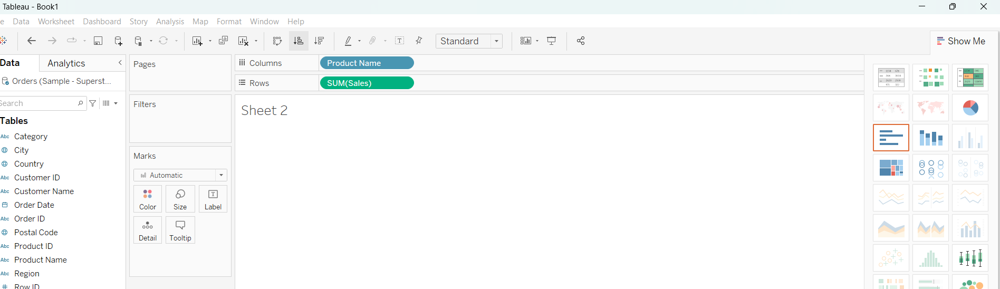 Tableau - Book1
e Data Worksheet Dashboard Story Analysis Map Format Window Help
Standard
Show Me
Data Analytics
Orders (Sample - Superst...
Search
Tables
Abc Category
City
Country
Abc Customer ID
Abc Customer Name
Order Date
Abc Order ID
Postal Code
Abc Product ID
Abc Product Name
Abc Region
# Row ID
Pages
Filters
Marks
Automatic
Color Size Label
Detail Tooltip
Columns Product Name
Rows SUM(Sales)
Sheet 2